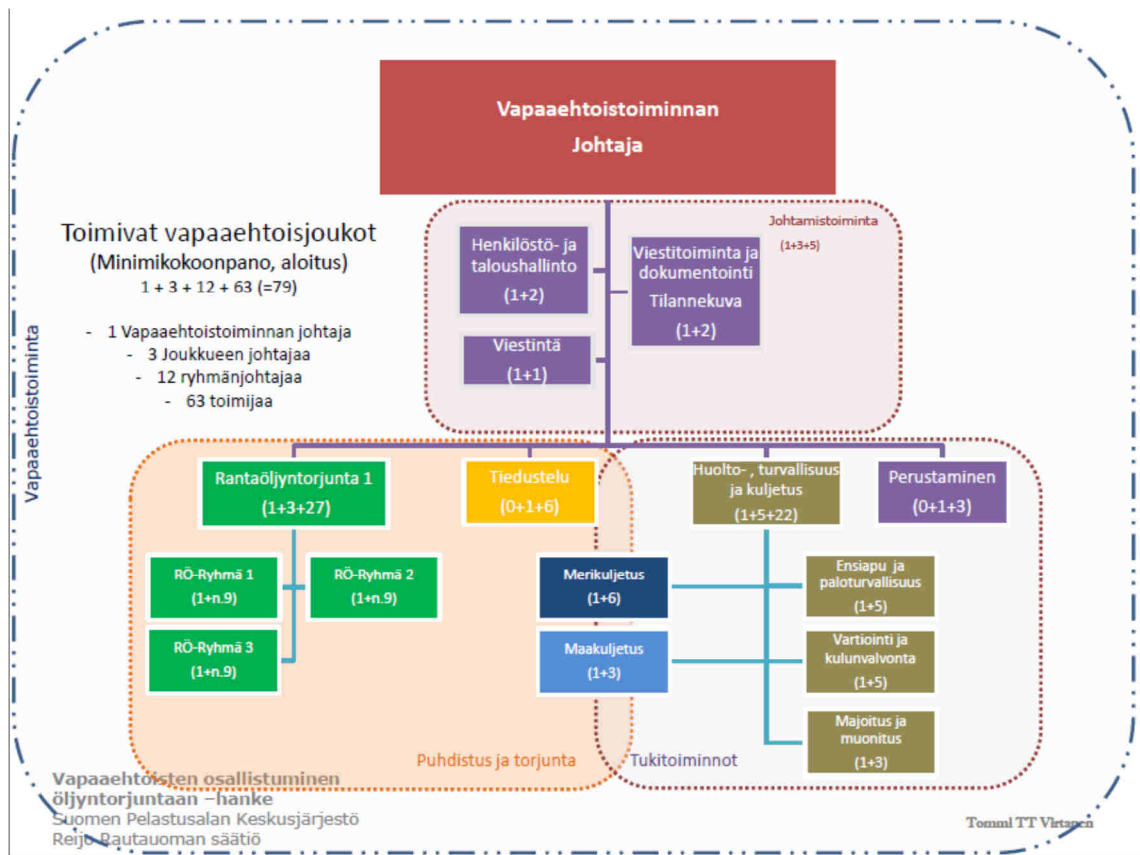 Vapaaehtoistoiminnan
Johtaja
Johtamistoiminta
(1+3+5)
Toimivat vapaaehtoisjoukot
(Minimikokoonpano, aloitus)
1 + 3 + 12 + 63 (=79)
- 1 Vapaaehtoistoiminnan johtaja
- 3 Joukkueen johtajaa
- 12 ryhmänjohtajaa
- 63 toimijaa
Vapaaehtoistoiminta
Henkilöstö- ja
taloushallinto
(1+2)
Viestitoiminta ja
dokumentointi
Tilannekuva
(1+2)
Viestintä
(1+1)
Rantaöljyntorjunta 1
(1+3+27)
Tiedustelu
(0+1+6)
Huolto- , turvallisuus
ja kuljetus
(1+5+22)
Perustaminen
(0+1+3)
RÖ-Ryhmä 1
(1+n.9)
RÖ-Ryhmä 2
(1+n.9)
RÖ-Ryhmä 3
(1+n.9)
Merikuljetus
(1+6)
Maakuljetus
(1+3)
Ensiapu ja
paloturvallisuus
(1+5)
Vartiointi ja
kulunvalvonta
(1+5)
Majoitus ja
muonitus
(1+3)
Puhdistus ja torjunta
Tukitoiminnot
Vapaaehtoisten osallistuminen
öljyntorjuntaan –hanke
Suomen Pelastusalan Keskusjärjestö
Reijo Rautauoman säätiö
Tommi TT Virtanen